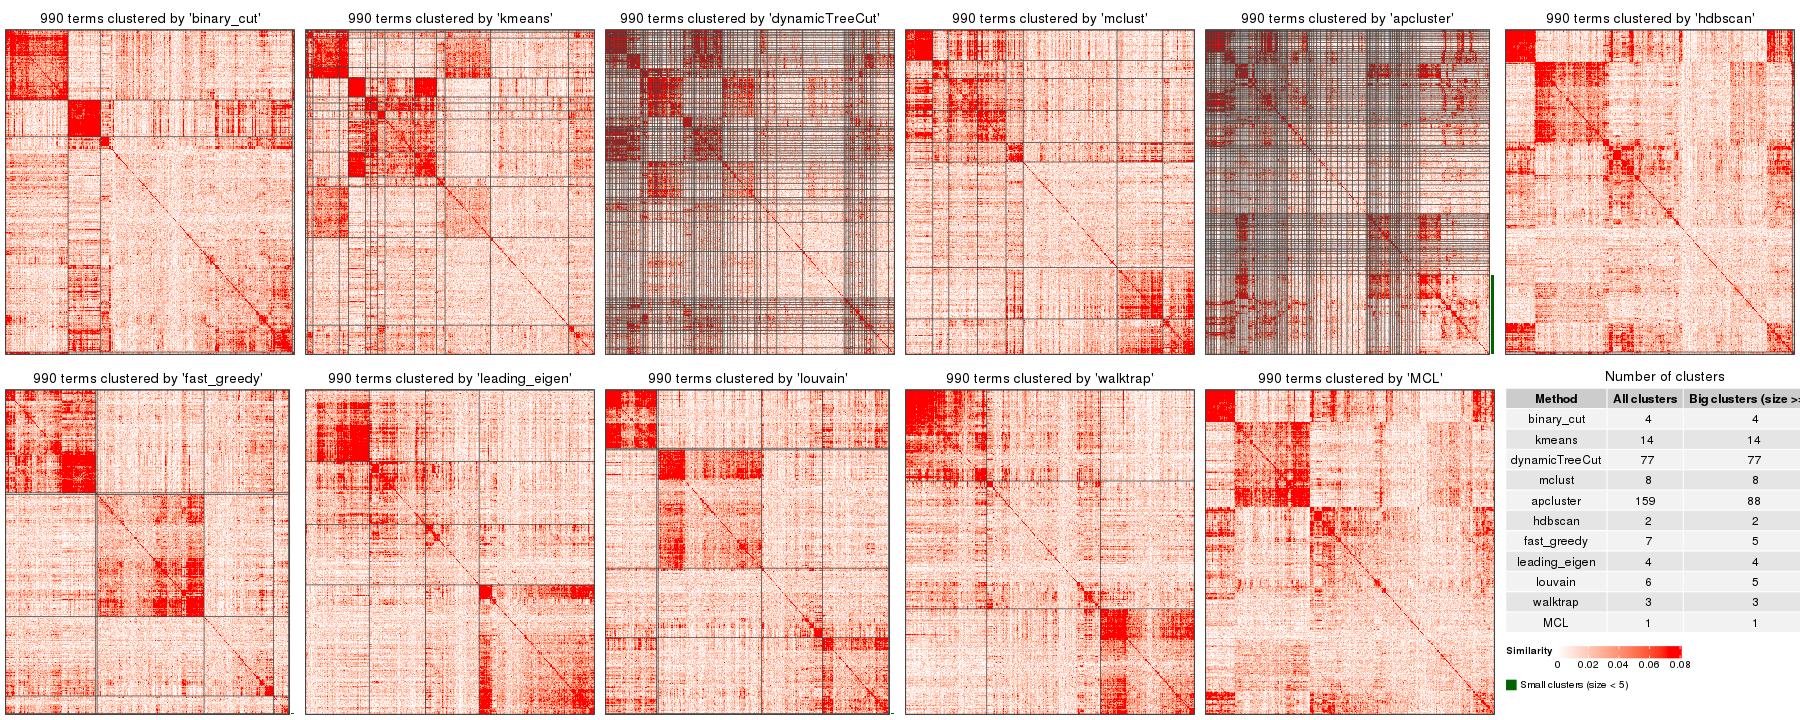 990 terms clustered by 'binary_cut'
990 terms clustered by 'kmeans'
990 terms clustered by 'dynamicTreeCut'
990 terms clustered by 'mclust'
990 terms clustered by 'apcluster'
990 terms clustered by 'hdbscan'
990 terms clustered by 'fast_greedy'
990 terms clustered by 'leading_eigen'
990 terms clustered by 'louvain'
990 terms clustered by 'walktrap'
990 terms clustered by 'MCL'
Number of clusters
Method All clusters Big clusters (size >=
binary_cut 4 4
kmeans 14 14
dynamicTreeCut 77 77
mclust 8 8
apcluster 159 88
hdbscan 2 2
fast_greedy 7 5
leading_eigen 4 4
louvain 6 5
walktrap 3 3
MCL 1 1
Similarity
0 0.02 0.04 0.06 0.08
Small clusters (size < 5)